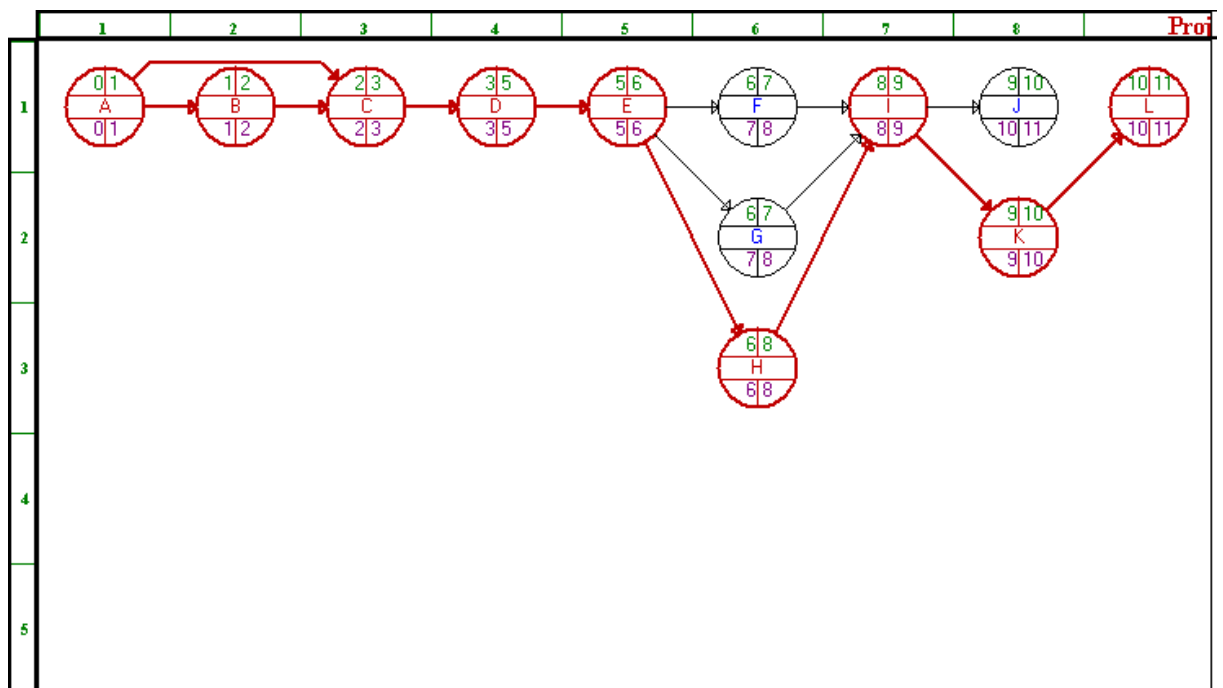 1 2 3 4 5 6 7 8 Proj
1
0 1 1 2 2 3 3 5 5 6 6 7 8 9 9 10 10 11
A B C D E F I J L
0 1 1 2 2 3 3 5 5 6 7 8 8 9 10 11 10 11
2
6 7 9 10
G K
7 8 9 10
3
6 8
H
6 8
4
5